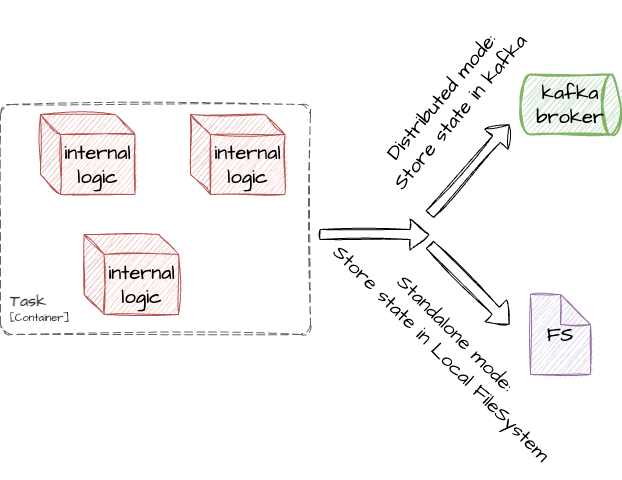 internal
logic
internal
logic
internal
logic
Task
[Container]
Distributed mode:
Store state in kafka
kafka
broker
Standalone mode:
Store state in Local FileSystem
FS